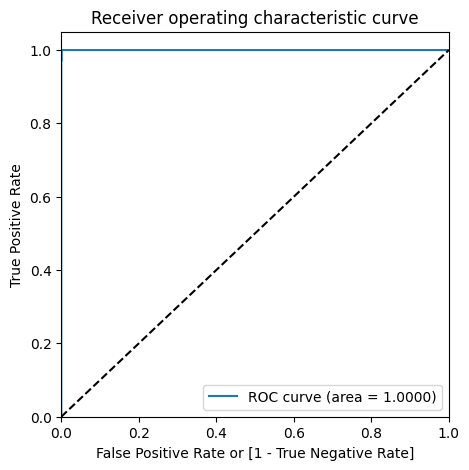 Receiver operating characteristic curve
True Positive Rate
1.0
0.8
0.6
0.4
0.2
0.0
ROC curve (area = 1.0000)
0.0 0.2 0.4 0.6 0.8 1.0
False Positive Rate or [1 - True Negative Rate]